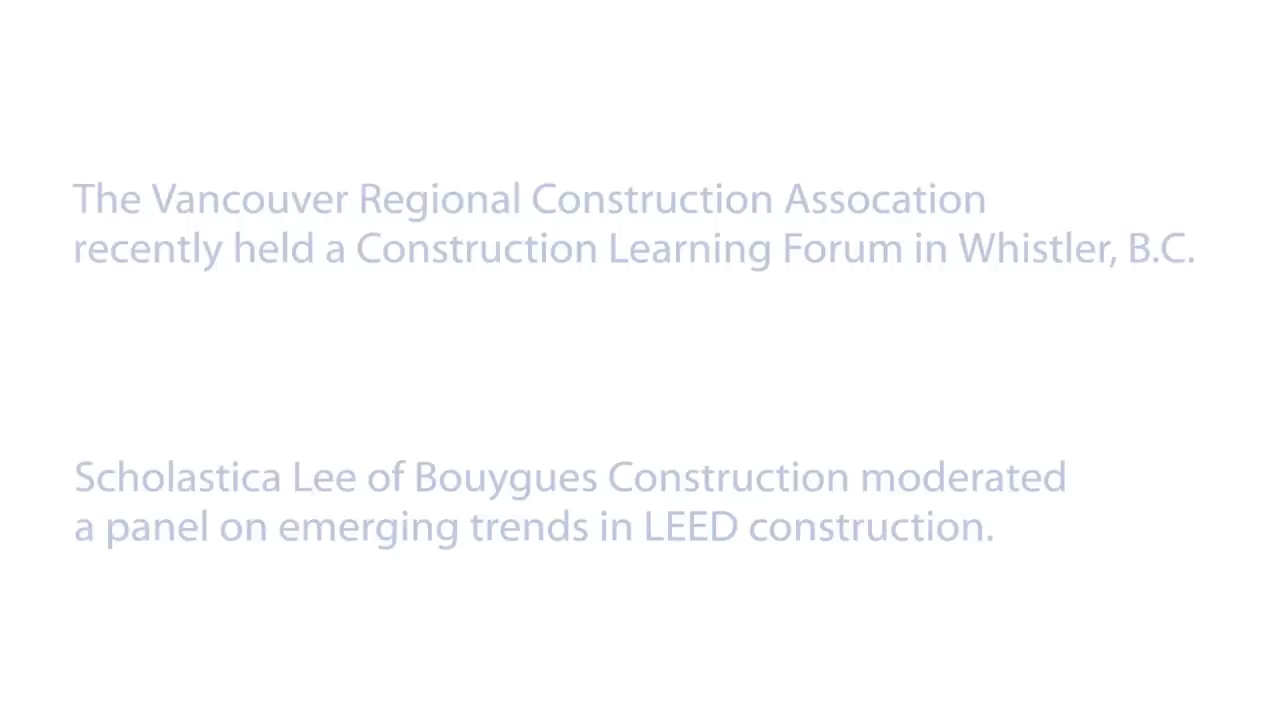 The Vancouver Regional Construction Assocation
recently held a Construction Learning Forum in Whistler, B.C.
Scholastica Lee of Bouygues Construction moderated
a panel on emerging trends in LEED construction.